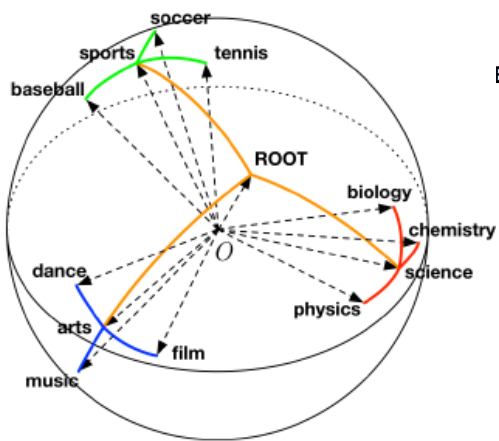 soccer
sports
tennis
baseball
ROOT
biology
chemistry
O
dance
science
physics
arts
film
music